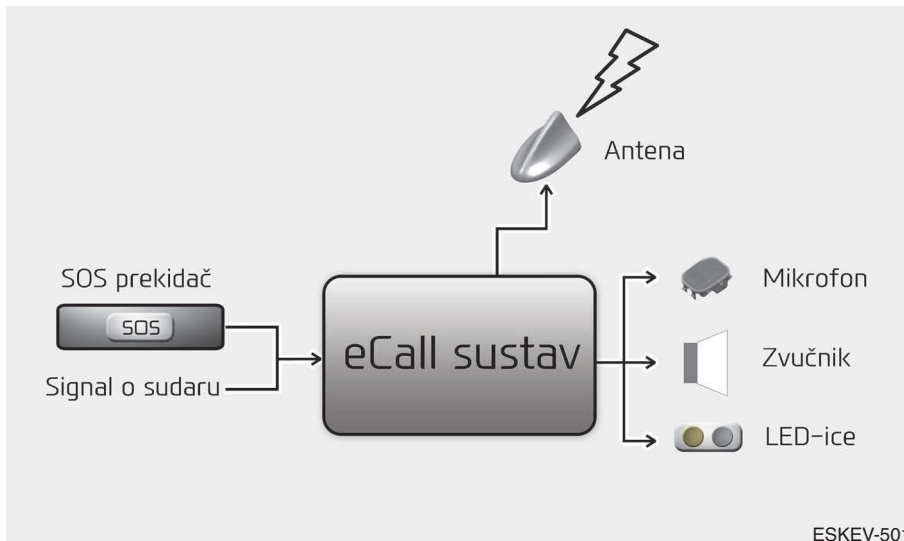 Antena
SOS prekidač
SOS
Signal o sudaru
eCall sustav
Mikrofon
Zvučnik
LED-ice
ESKEV-501